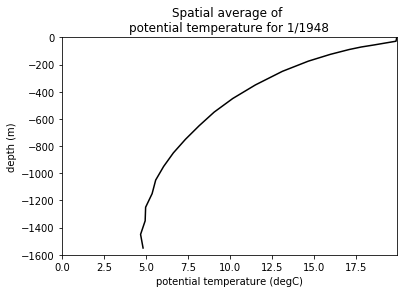 Spatial average of
potential temperature for 1/1948
0
−200
−400
−600
−800
−1000
−1200
−1400
−1600
depth (m)
0.0 2.5 5.0 7.5 10.0 12.5 15.0 17.5
potential temperature (degC)